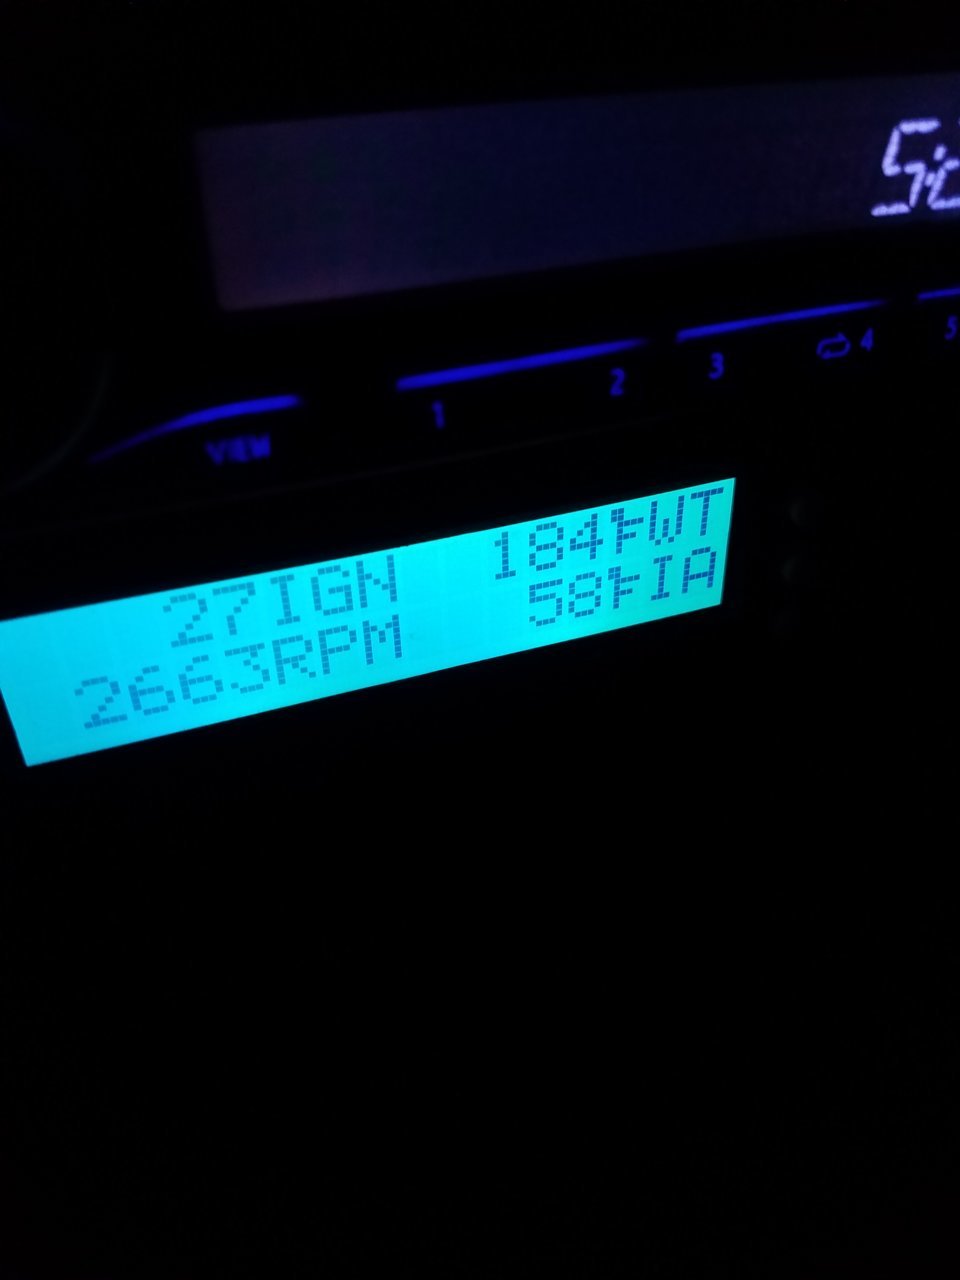 VIEW
1 2 3 4 5
27IGN 184°FWT
2663RPM 58°FIA